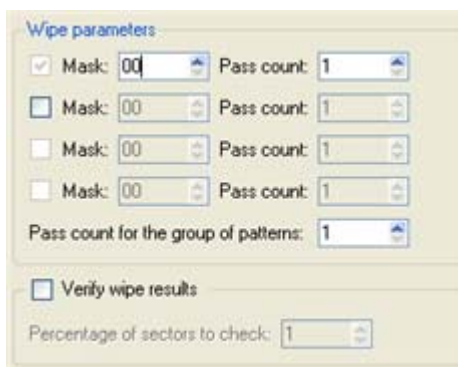 Wipe parameters
Mask: 00 Pass count: 1
Mask: 00 Pass count: 1
Mask: 00 Pass count: 1
Mask: 00 Pass count: 1
Pass count for the group of patterns: 1
Verify wipe results
Percentage of sectors to check: 1